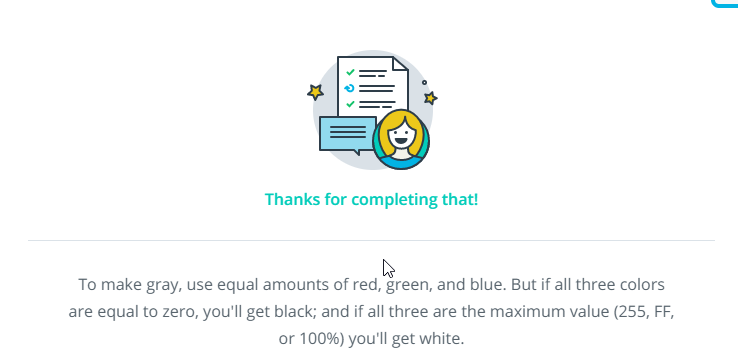 Thanks for completing that!
To make gray, use equal amounts of red, green, and blue. But if all three colors
are equal to zero, you'll get black; and if all three are the maximum value (255, FF,
or 100%) you'll get white.